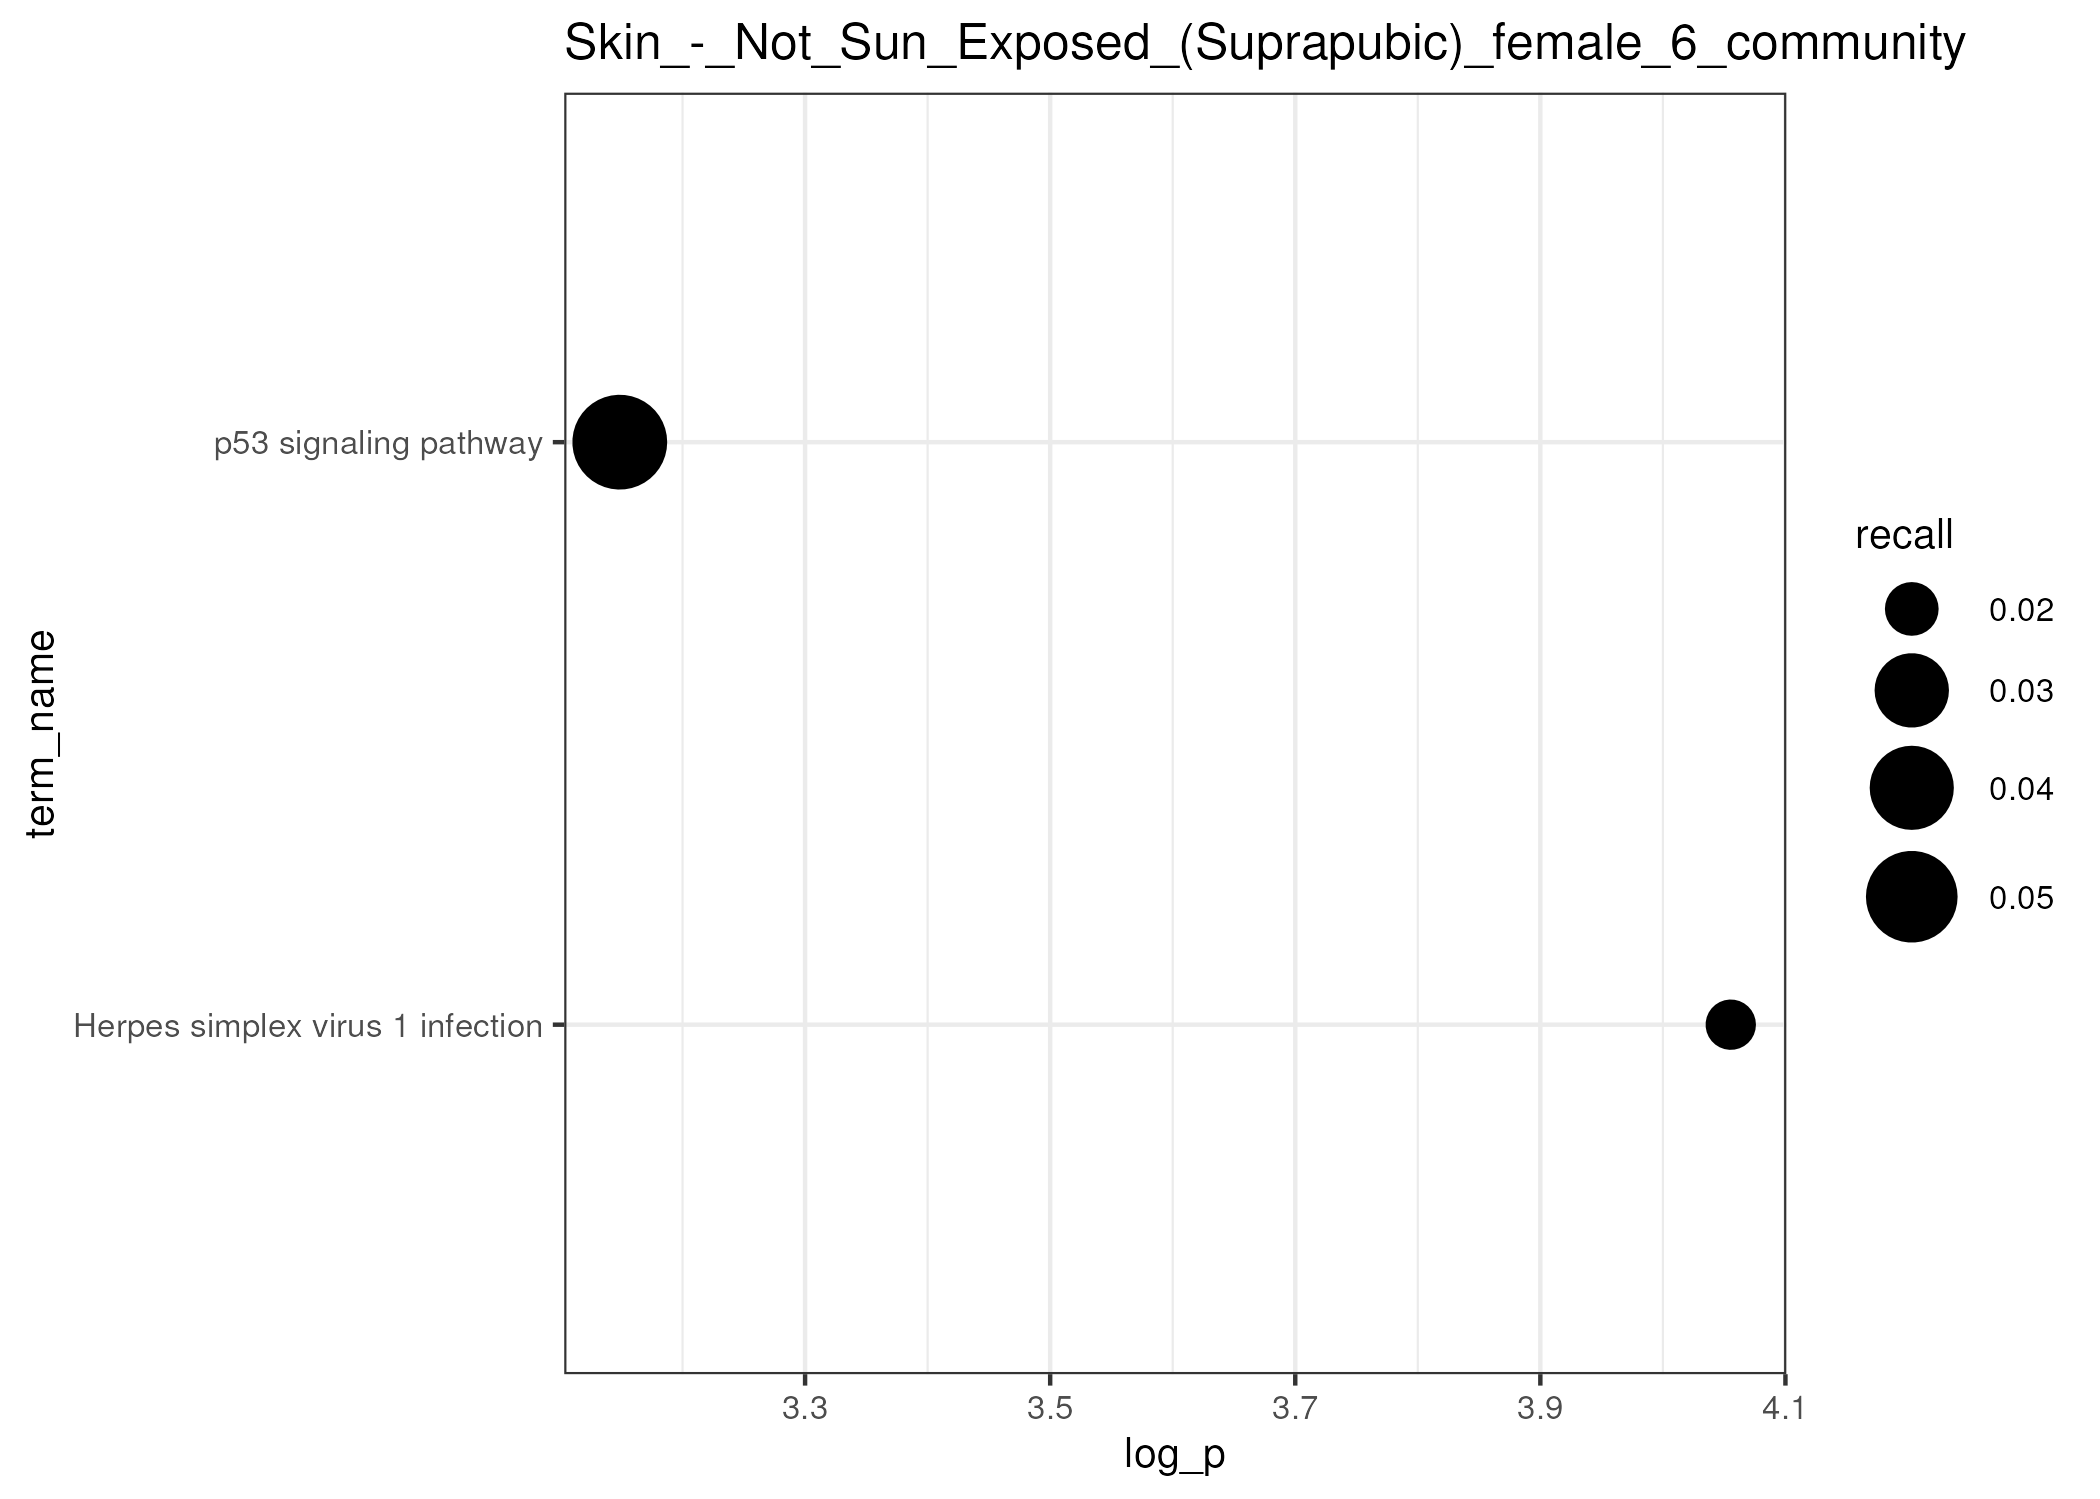 Skin_-_Not_Sun_Exposed_(Suprapubic)_female_6_community
p53 signaling pathway
Herpes simplex virus 1 infection
term_name
3.3 3.5 3.7 3.9 4.1
log_p
recall
0.02
0.03
0.04
0.05